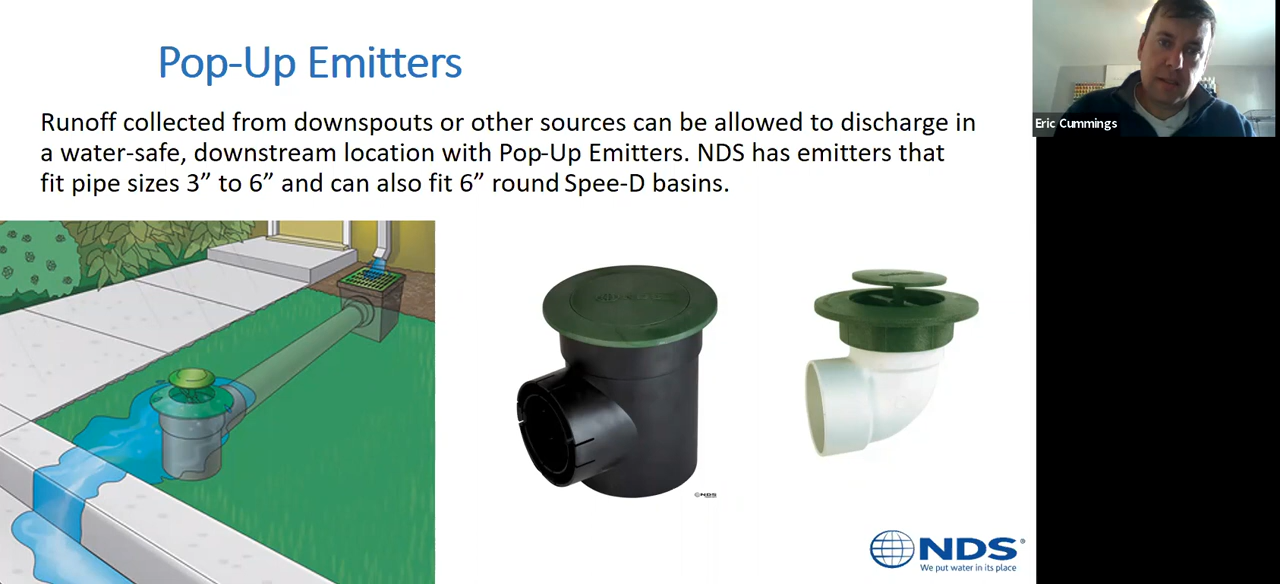 Pop-Up Emitters
Runoff collected from downspouts or other sources can be allowed to discharge in
a water-safe, downstream location with Pop-Up Emitters. NDS has emitters that
fit pipe sizes 3” to 6” and can also fit 6” round Spee-D basins.
Eric Cummings
©NDS
NDS®
We put water in its place